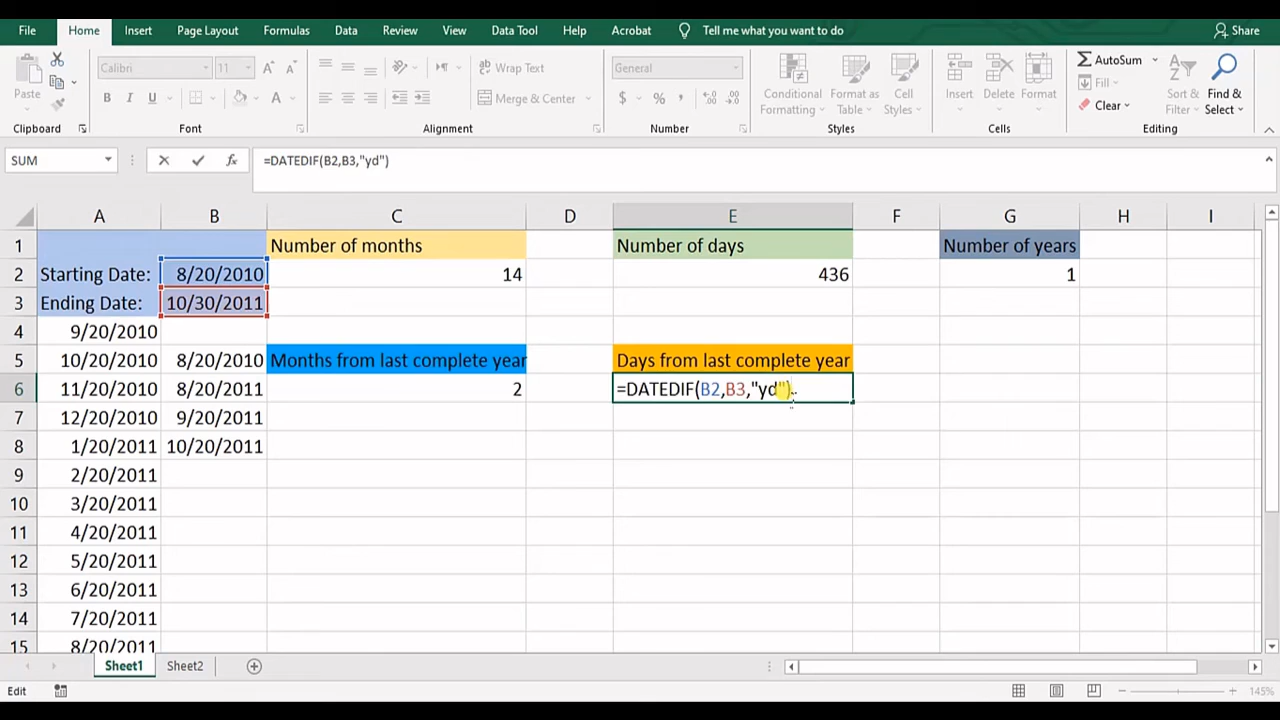 File Home Insert Page Layout Formulas Data Review View Data Tool Help Acrobat Tell me what you want to do Share
Calibri 11 A A Wrap Text General AutoSum
Paste Conditional Format as Cell Insert Delete Format Fill Sort & Find &
B I U A Merge & Center $ % , Formatting Table Styles Clear Filter Select
Clipboard Font Alignment Number Styles Cells Editing
SUM fx =DATEDIF(B2,B3,"yd")
A B C D E F G H I
1 Number of months Number of days Number of years
2 Starting Date: 8/20/2010 14 436 1
3 Ending Date: 10/30/2011
4 9/20/2010
5 10/20/2010 8/20/2010 Months from last complete year Days from last complete year
6 11/20/2010 8/20/2011 2 =DATEDIF(B2,B3,"yd")
7 12/20/2010 9/20/2011
8 1/20/2011 10/20/2011
9 2/20/2011
10 3/20/2011
11 4/20/2011
12 5/20/2011
13 6/20/2011
14 7/20/2011
15 8/20/2011
Sheet1 Sheet2
Edit 145%